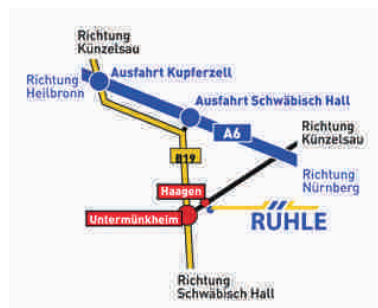 Richtung
Künzelsau
Richtung
Heilbronn
Ausfahrt Kupferzell
Ausfahrt Schwäbisch Hall
A6
Richtung
Künzelsau
B19
Richtung
Nürnberg
Haagen
Untermünkheim
RÜHLE
Richtung
Schwäbisch Hall